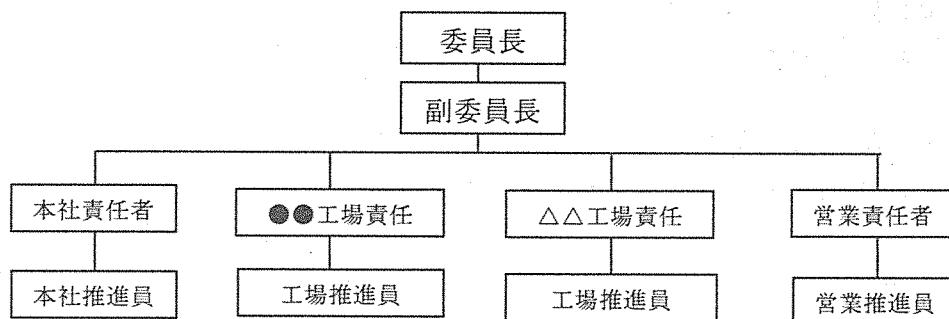 委員長
副委員長
本社責任者
●●工場責任
△△工場責任
営業責任者
本社推進員
工場推進員
工場推進員
営業推進員